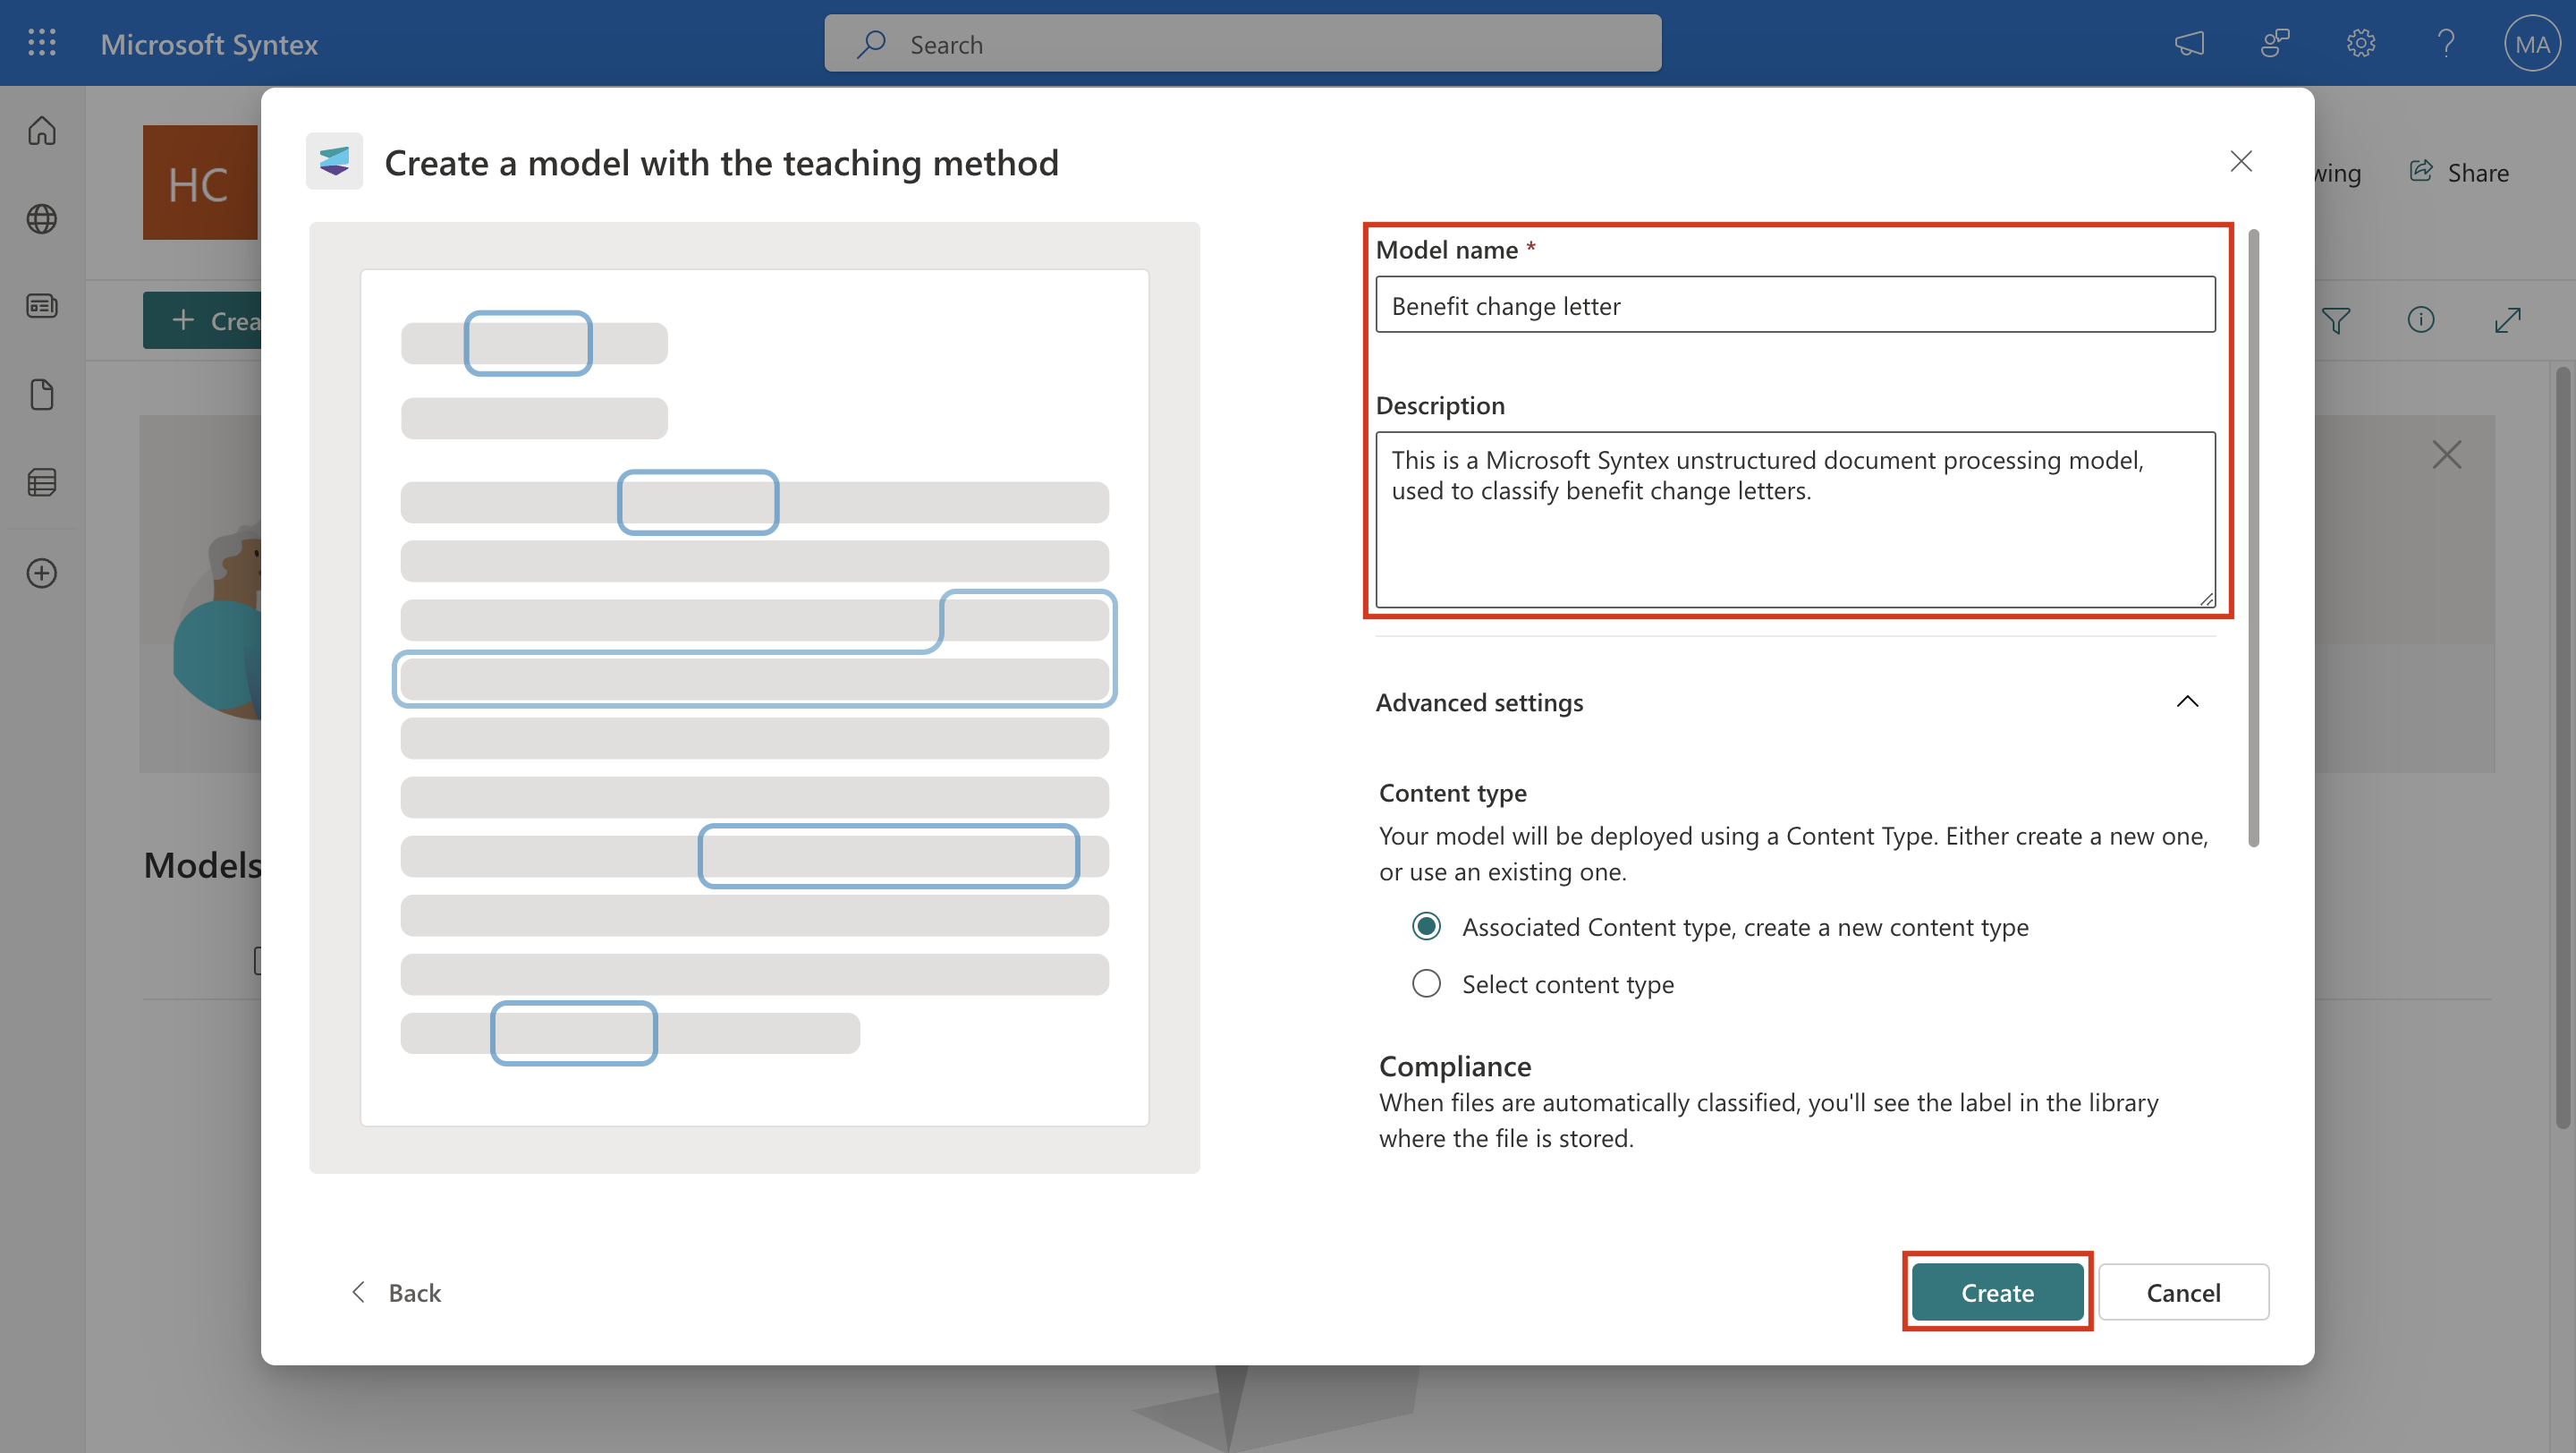 Microsoft Syntex
Search
MA
HC
Share
Create a model with the teaching method
Model name *
Benefit change letter
Description
This is a Microsoft Syntex unstructured document processing model,
used to classify benefit change letters.
Advanced settings
Content type
Your model will be deployed using a Content Type. Either create a new one,
or use an existing one.
Associated Content type, create a new content type
Select content type
Compliance
When files are automatically classified, you'll see the label in the library
where the file is stored.
Models
Back
Create
Cancel